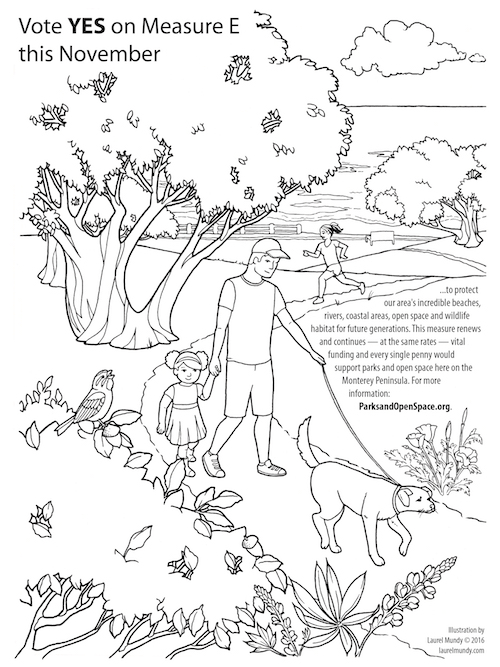 Vote YES on Measure E
this November
...to protect
our area's incredible beaches,
rivers, coastal areas, open space and wildlife
habitat for future generations. This measure renews
and continues — at the same rates — vital
funding and every single penny would
support parks and open space here on the
Monterey Peninsula. For more
information:
ParksandOpenSpace.org.
Illustration by
Laurel Mundy © 2016
laurelmundy.com